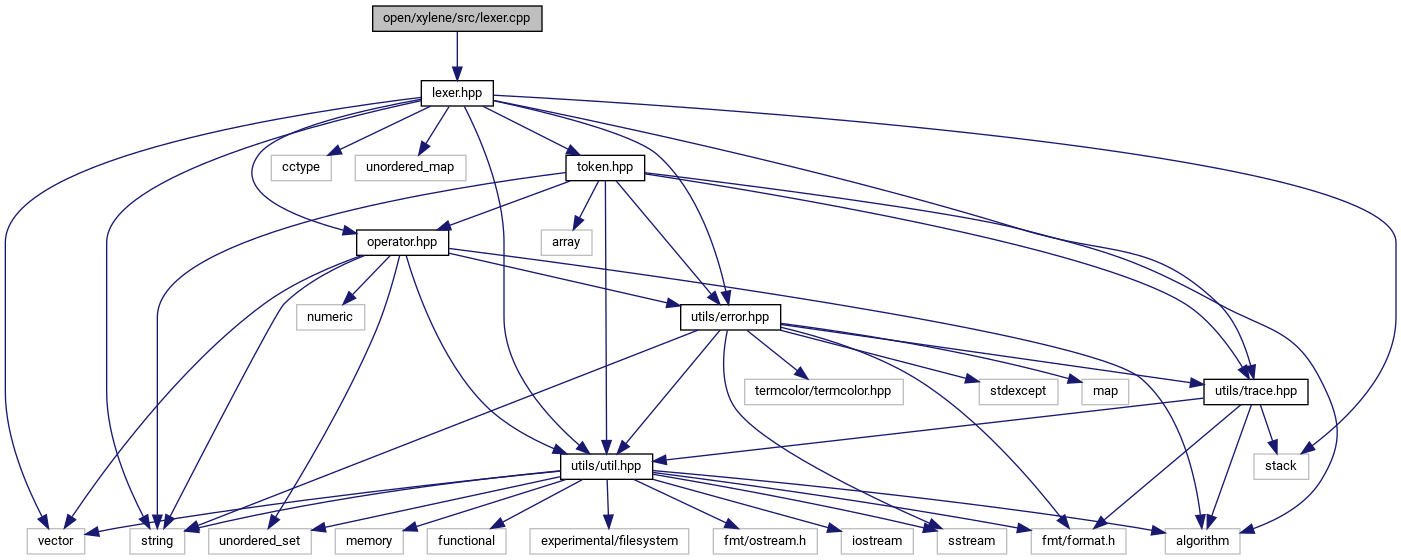 open/xylene/src/lexer.cpp
lexer.hpp
cctype
unordered_map
token.hpp
operator.hpp
array
numeric
utils/error.hpp
termcolor/termcolor.hpp
stdexcept
map
utils/trace.hpp
utils/util.hpp
stack
vector
string
unordered_set
memory
functional
experimental/filesystem
fmt/ostream.h
iostream
sstream
fmt/format.h
algorithm